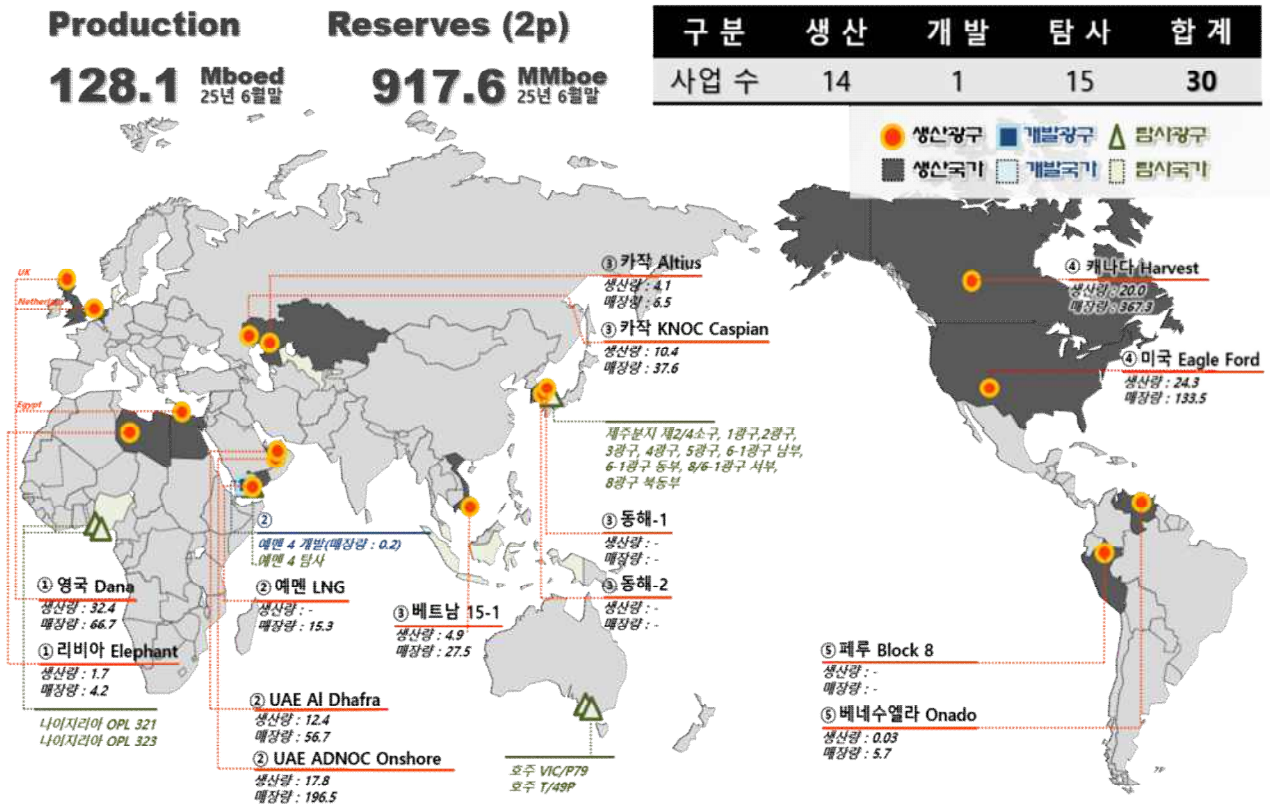 Production
Reserves (2p)
128.1 Mboed
25년 6월말
917.6 MMboe
25년 6월말
구 분 생 산 개 발 탐 사 합 계
사업 수 14 1 15 30
생산광구 개발광구 탐사광구
생산국가 개발국가 탐사국가
UK
Egypt
③ 카작 Altius
생산량 : 4.1
매장량 : 6.5
③ 카작 KNOC Caspian
생산량 : 10.4
매장량 : 37.6
④ 캐나다 Harvest
생산량 : 20.0
매장량 : 367.3
④ 미국 Eagle Ford
생산량 : 24.3
매장량 : 133.5
제주분지 제2/4소구, 1광구,2광구,
3광구, 4광구, 5광구, 6-1광구 남부,
6-1광구 동부, 8/6-1광구 서부,
8광구 북동부
③ 동해-1
생산량 : -
매장량 : -
③ 동해-2
생산량 : -
매장량 : -
②
예멘 4 개발(매장량 : 0.2)
예멘 4 탐사
① 영국 Dana
생산량 : 32.4
매장량 : 66.7
② 예멘 LNG
생산량 : -
매장량 : 15.3
③ 베트남 15-1
생산량 : 4.9
매장량 : 27.5
① 리비아 Elephant
생산량 : 1.7
매장량 : 4.2
나이지리아 OPL 321
나이지리아 OPL 323
② UAE Al Dhafra
생산량 : 12.4
매장량 : 56.7
② UAE ADNOC Onshore
생산량 : 17.8
매장량 : 196.5
호주 VIC/P79
호주 T/49P
⑤ 페루 Block 8
생산량 : -
매장량 : -
⑤ 베네수엘라 Onado
생산량 : 0.03
매장량 : 5.7